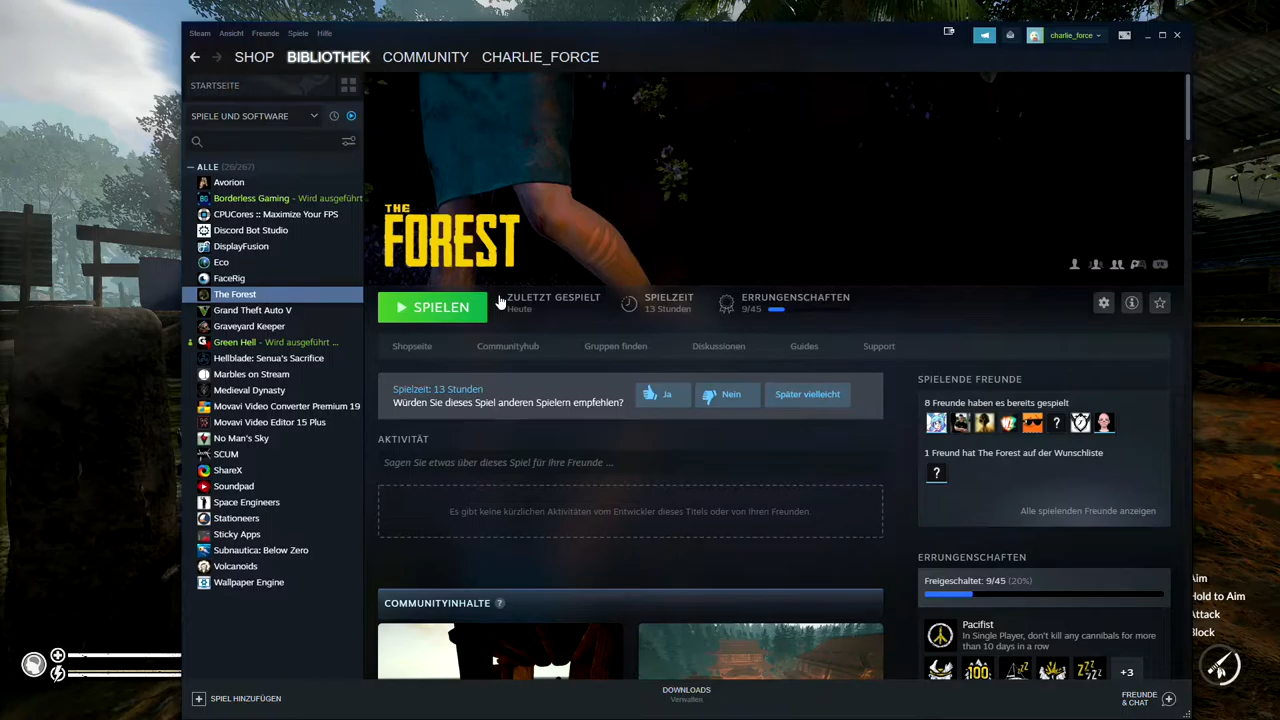 Steam Ansicht Freunde Spiele Hilfe
charlie_force
SHOP BIBLIOTHEK COMMUNITY CHARLIE_FORCE
STARTSEITE
SPIELE UND SOFTWARE
ALLE (26/267)
Avorion
Borderless Gaming - Wird ausgeführt
CPUCores :: Maximize Your FPS
Discord Bot Studio
DisplayFusion
Eco
FaceRig
The Forest
Grand Theft Auto V
Graveyard Keeper
Green Hell - Wird ausgeführt ...
Hellblade: Senua's Sacrifice
Marbles on Stream
Medieval Dynasty
Movavi Video Converter Premium 19
Movavi Video Editor 15 Plus
No Man's Sky
SCUM
ShareX
Soundpad
Space Engineers
Stationeers
Sticky Apps
Subnautica: Below Zero
Volcanoids
Wallpaper Engine
SPIEL HINZUFÜGEN
THE
FOREST
VR
SPIELEN
ZULETZT GESPIELT
Heute
SPIELZEIT
13 Stunden
ERRUNGENSCHAFTEN
9/45
Shopseite Communityhub Gruppen finden Diskussionen Guides Support
Spielzeit: 13 Stunden
Würden Sie dieses Spiel anderen Spielern empfehlen?
Ja Nein Später vielleicht
AKTIVITÄT
Sagen Sie etwas über dieses Spiel für Ihre Freunde ...
Es gibt keine kürzlichen Aktivitäten vom Entwickler dieses Titels oder von Ihren Freunden.
COMMUNITYINHALTE ?
SPIELENDE FREUNDE
8 Freunde haben es bereits gespielt
?
1 Freund hat The Forest auf der Wunschliste
?
Alle spielenden Freunde anzeigen
ERRUNGENSCHAFTEN
Freigeschaltet: 9/45 (20%)
Pacifist
In Single Player, don't kill any cannibals for more
than 10 days in a row
100
+3
DOWNLOADS
Verwalten
FREUNDE
& CHAT
Aim
Hold to Aim
Attack
Block